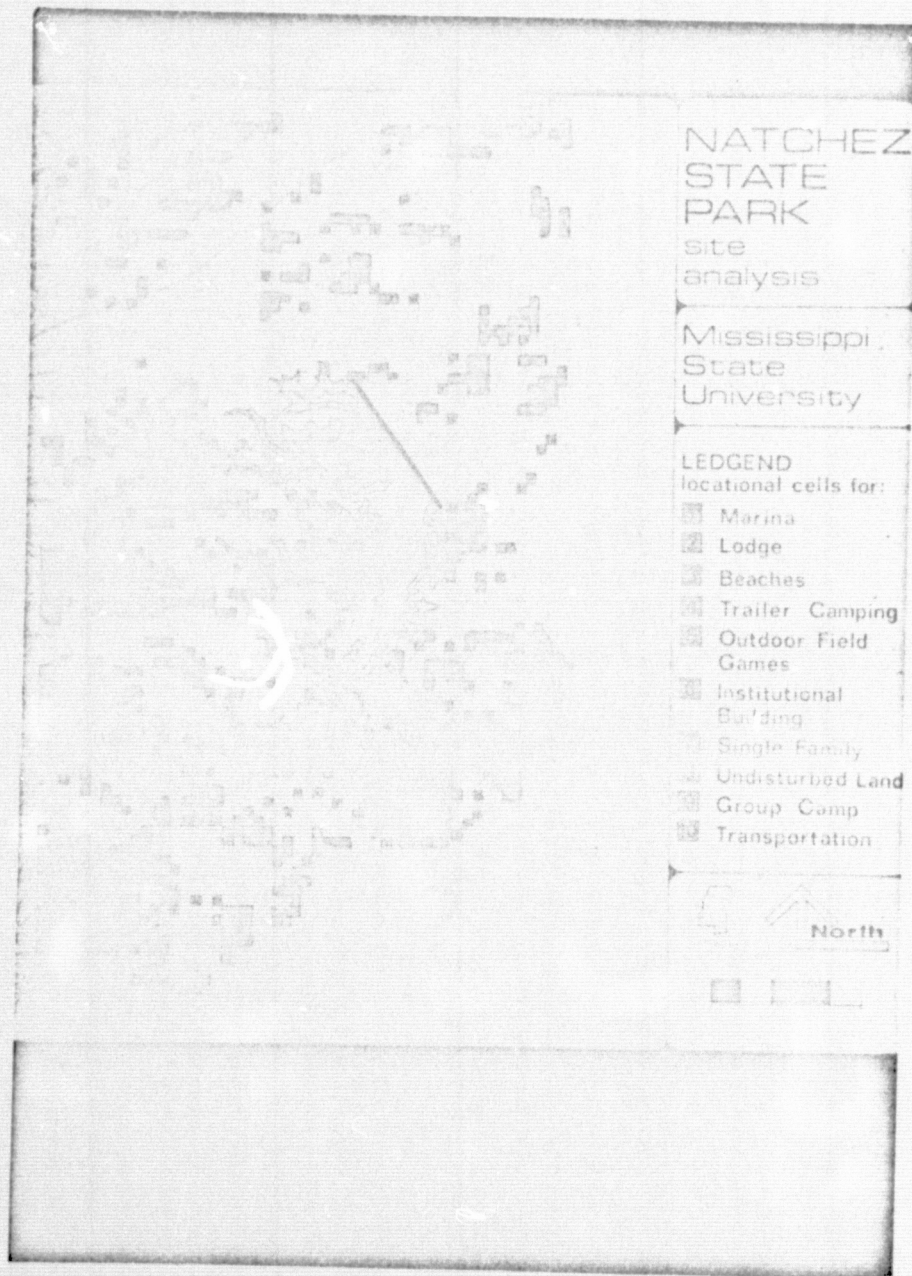 NATCHEZ
STATE
PARK
site
analysis
Mississippi
State
University
LEDGEND
locational cells for:
Marina
Lodge
Beaches
Trailer Camping
Outdoor Field
Games
Institutional
Building
Single Family
Undisturbed Land
Group Camp
Transportation
North